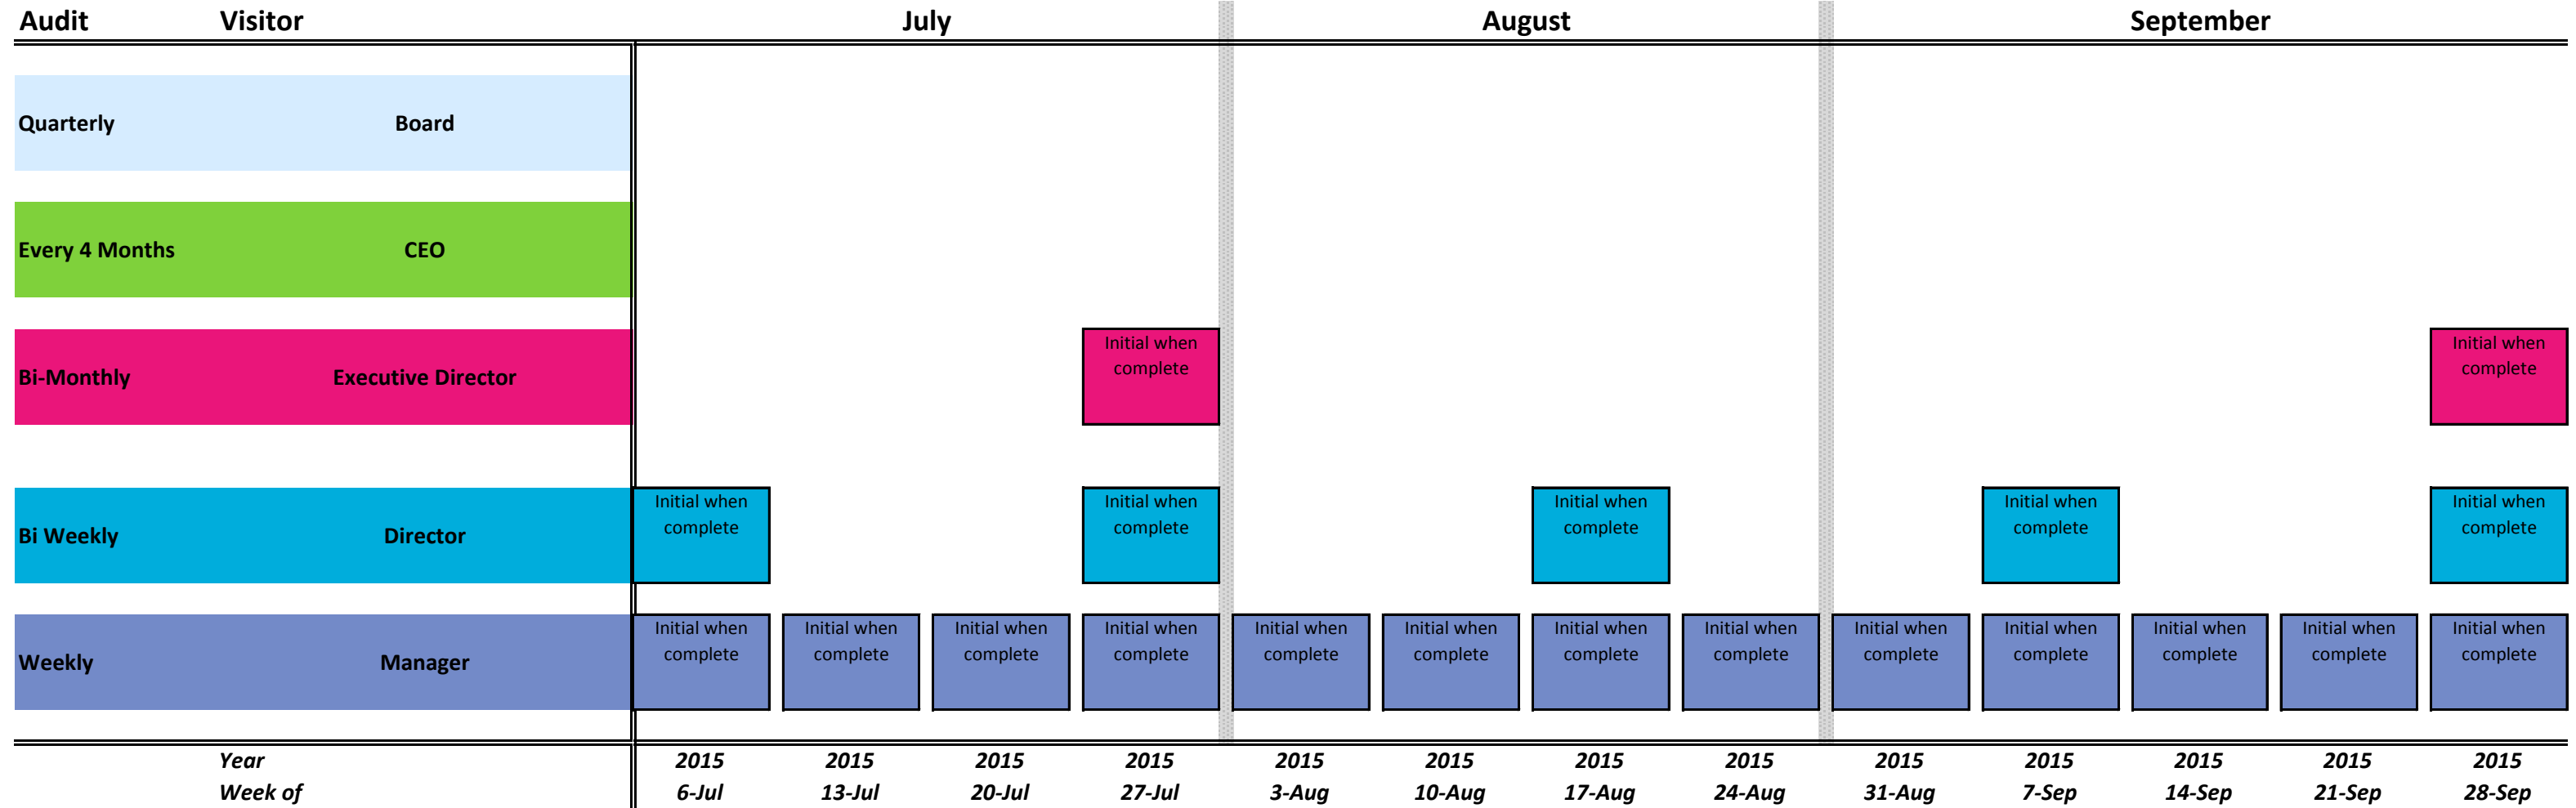 Audit Visitor July August September
Quarterly Board
Every 4 Months CEO
Bi-Monthly Executive Director
Initial when Initial when
complete complete
Bi Weekly Director
Initial when Initial when Initial when Initial when Initial when
complete complete complete complete complete
Weekly Manager
Initial when Initial when Initial when Initial when Initial when Initial when Initial when Initial when Initial when Initial when Initial when Initial when Initial when
complete complete complete complete complete complete complete complete complete complete complete complete complete
Year 2015 2015 2015 2015 2015 2015 2015 2015 2015 2015 2015 2015 2015
Week of 6-Jul 13-Jul 20-Jul 27-Jul 3-Aug 10-Aug 17-Aug 24-Aug 31-Aug 7-Sep 14-Sep 21-Sep 28-Sep